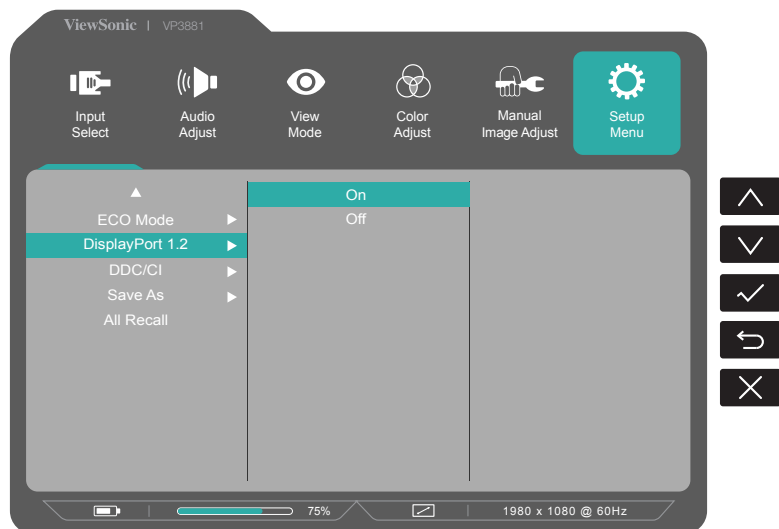 ViewSonic | VP3881
Input
Select
Audio
Adjust
View
Mode
Color
Adjust
Manual
Image Adjust
Setup
Menu
ECO Mode
DisplayPort 1.2
DDC/CI
Save As
All Recall
On
Off
75%
1980 x 1080 @ 60Hz